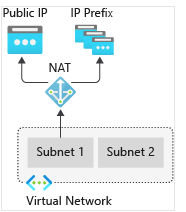 Public IP IP Prefix
NAT
Subnet 1 Subnet 2
Virtual Network